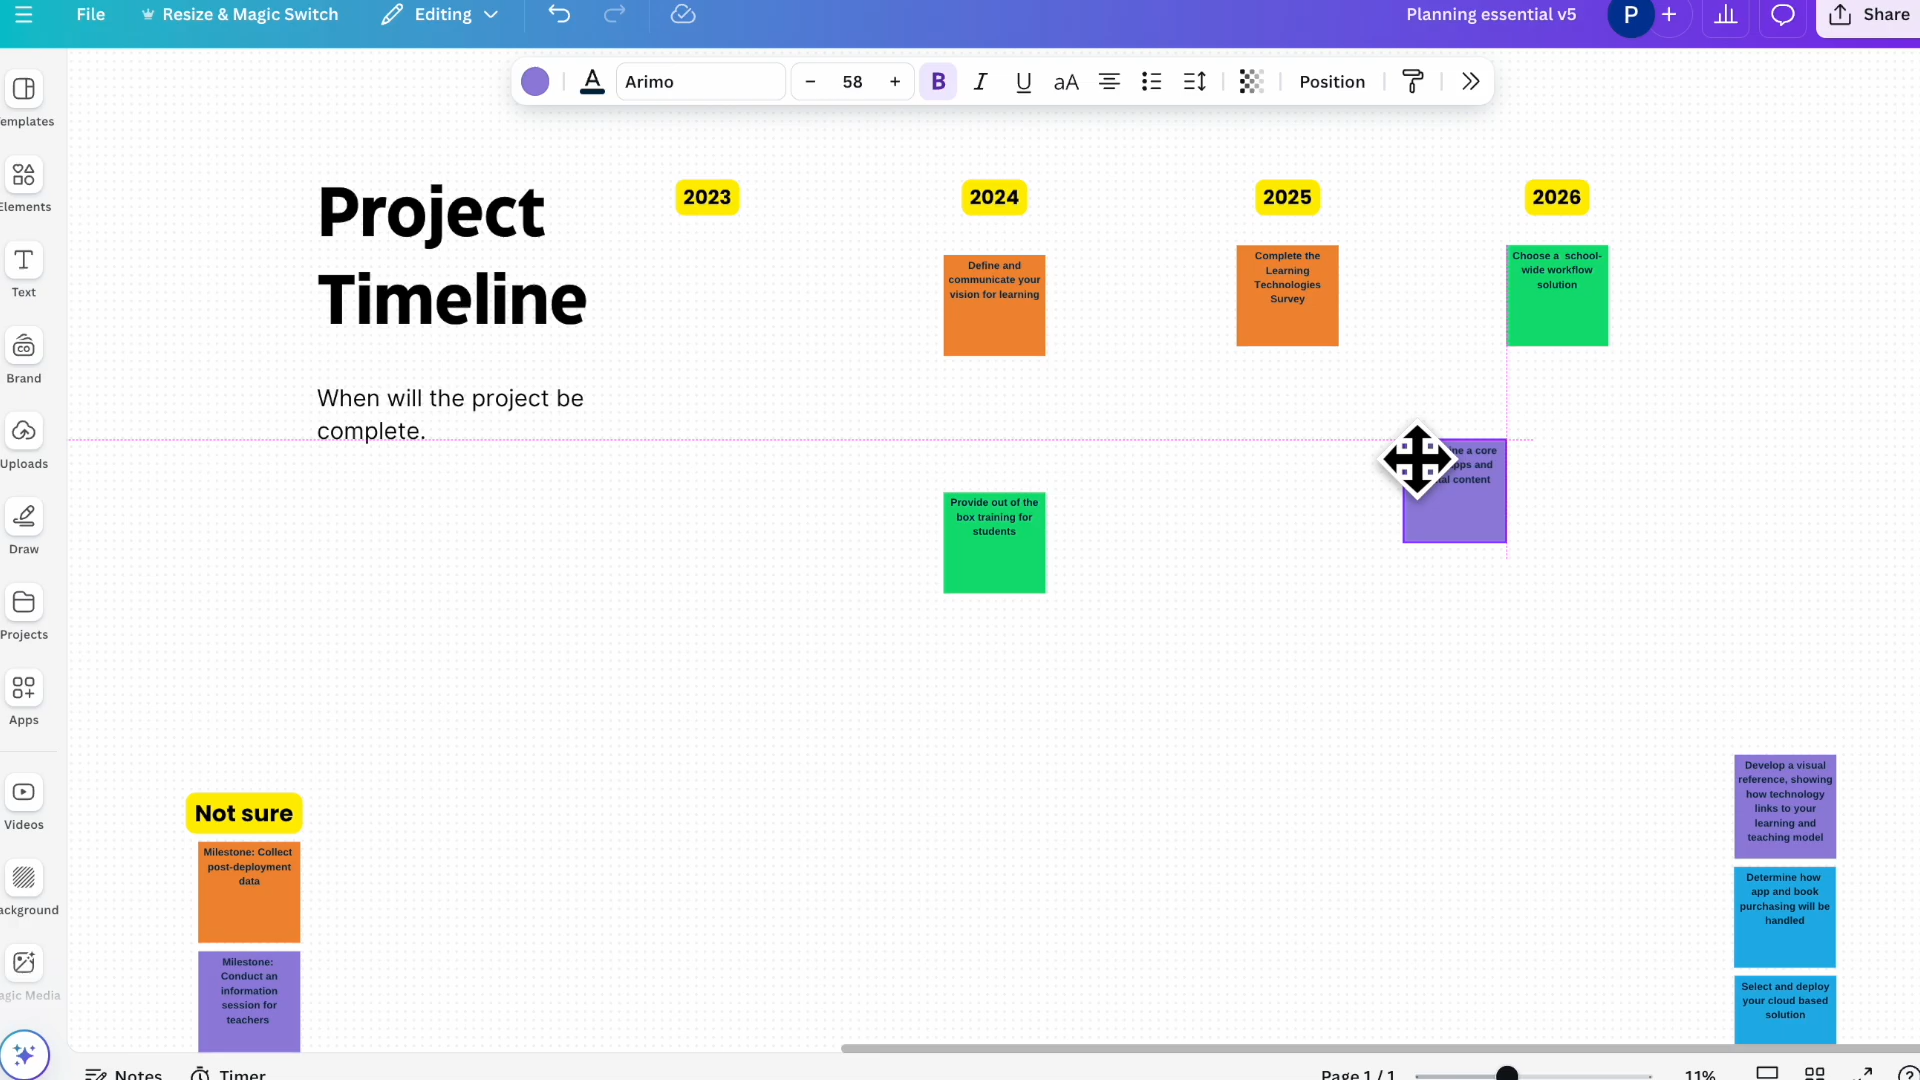 File
Resize & Magic Switch
Editing
Planning essential v5
P
Share
Arimo
58
B
I
U
aA
Position
emplates
Elements
Text
Brand
Uploads
Draw
Projects
Apps
Videos
ackground
agic Media
Project
Timeline
When will the project be
complete.
2023
2024
2025
2026
Define and
communicate your
vision for learning
Complete the
Learning
Technologies
Survey
Choose a school-
wide workflow
solution
Provide out of the
box training for
students
a core
and
content
Not sure
Milestone: Collect
post-deployment
data
Milestone:
Conduct an
information
session for
teachers
Develop a visual
reference, showing
how technology
links to your
learning and
teaching model
Determine how
app and book
purchasing will be
handled
Select and deploy
your cloud based
solution
Notes
Timer
Page 1 / 1
11%